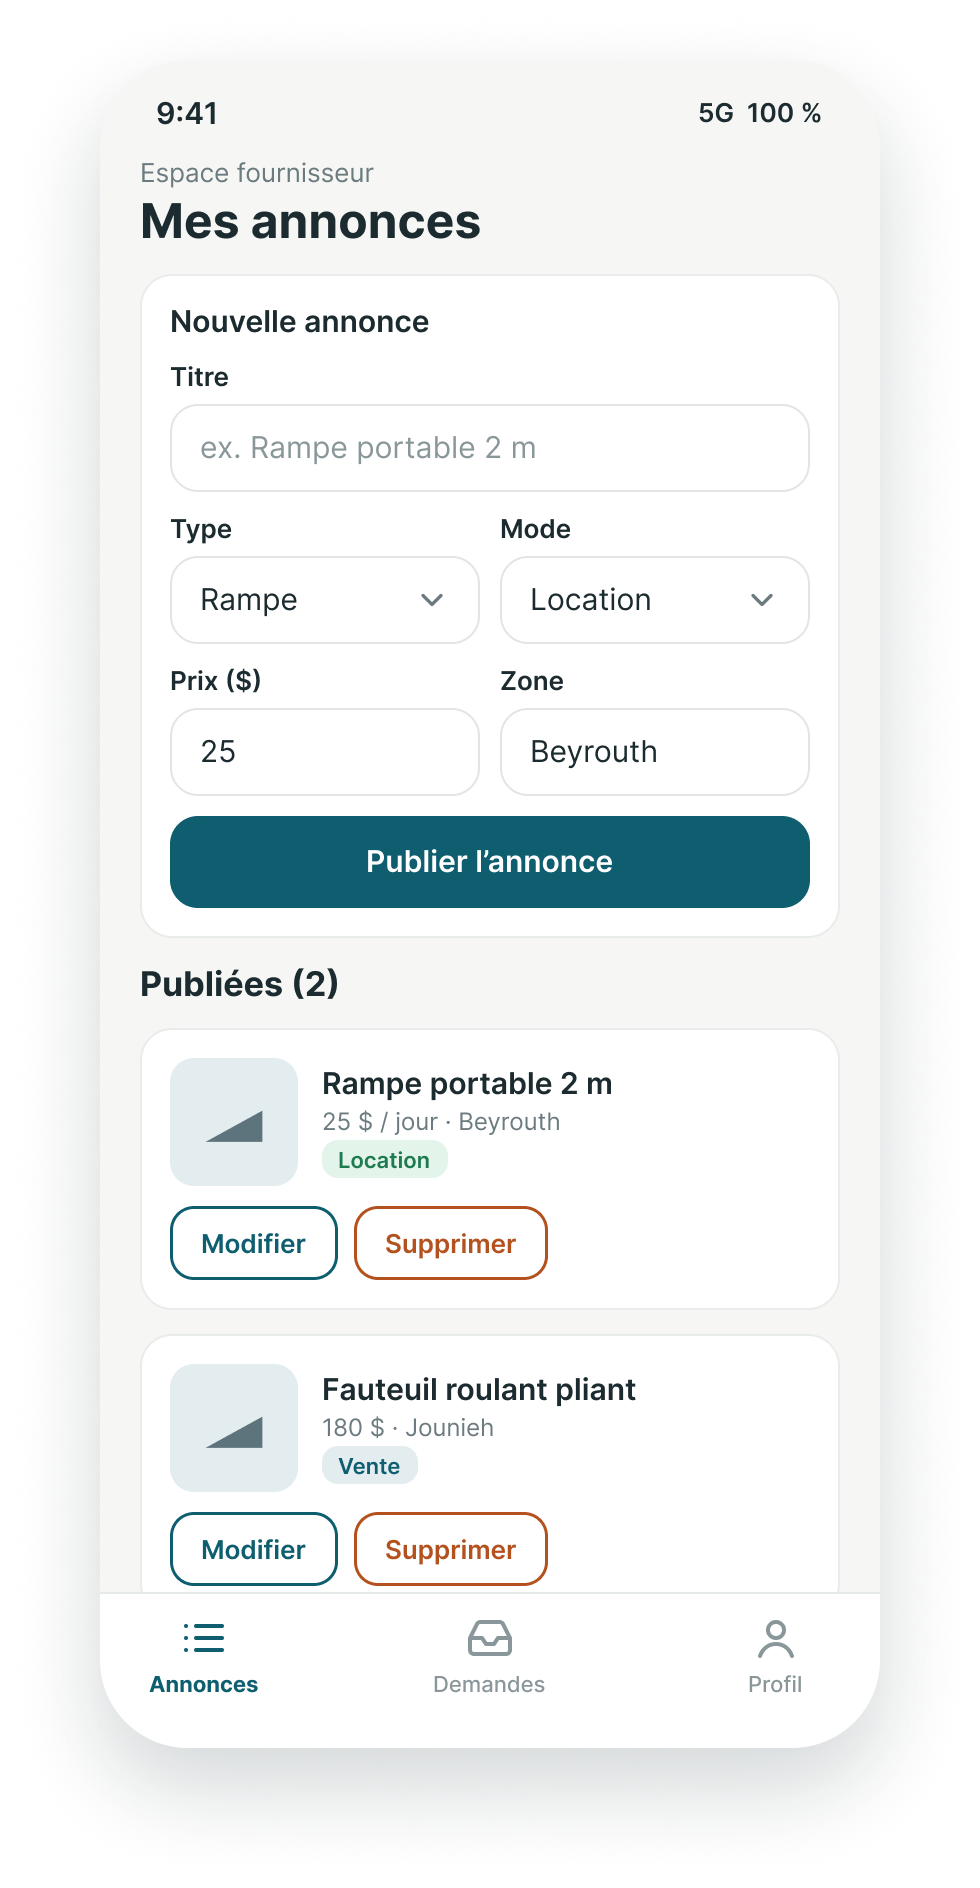 9:41 5G 100 %
Espace fournisseur
Mes annonces
Nouvelle annonce
Titre
ex. Rampe portable 2 m
Type Mode
Rampe Location
Prix ($) Zone
25 Beyrouth
Publier l’annonce
Publiées (2)
Rampe portable 2 m
25 $ / jour · Beyrouth
Location
Modifier Supprimer
Fauteuil roulant pliant
180 $ · Jounieh
Vente
Modifier Supprimer
Annonces Demandes Profil